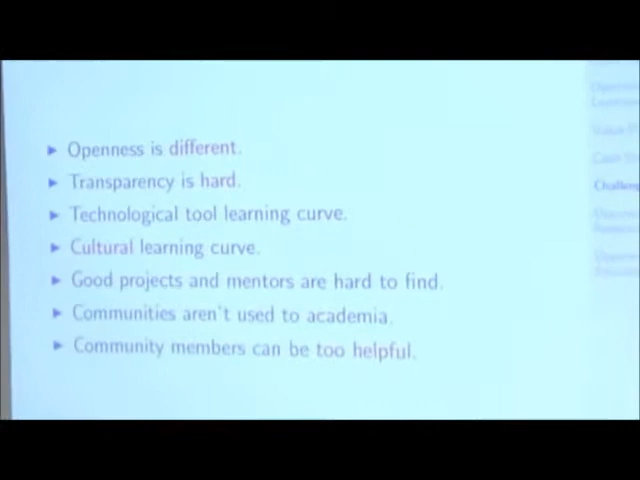 Openness is different.
Transparency is hard.
Technological tool learning curve.
Cultural learning curve.
Good projects and mentors are hard to find.
Communities aren't used to academia.
Community members can be too helpful.
Challeng